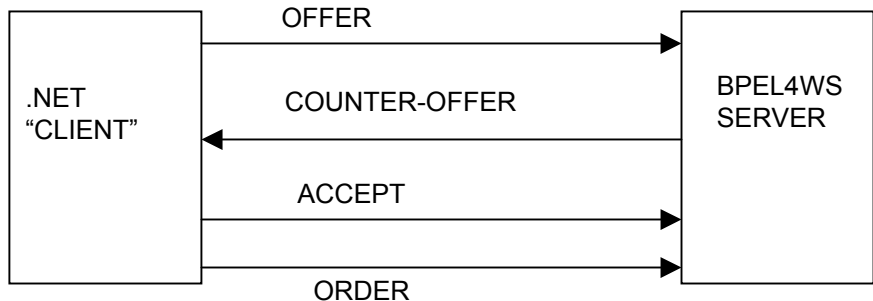 OFFER
.NET
“CLIENT”
COUNTER-OFFER
BPEL4WS
SERVER
ACCEPT
ORDER